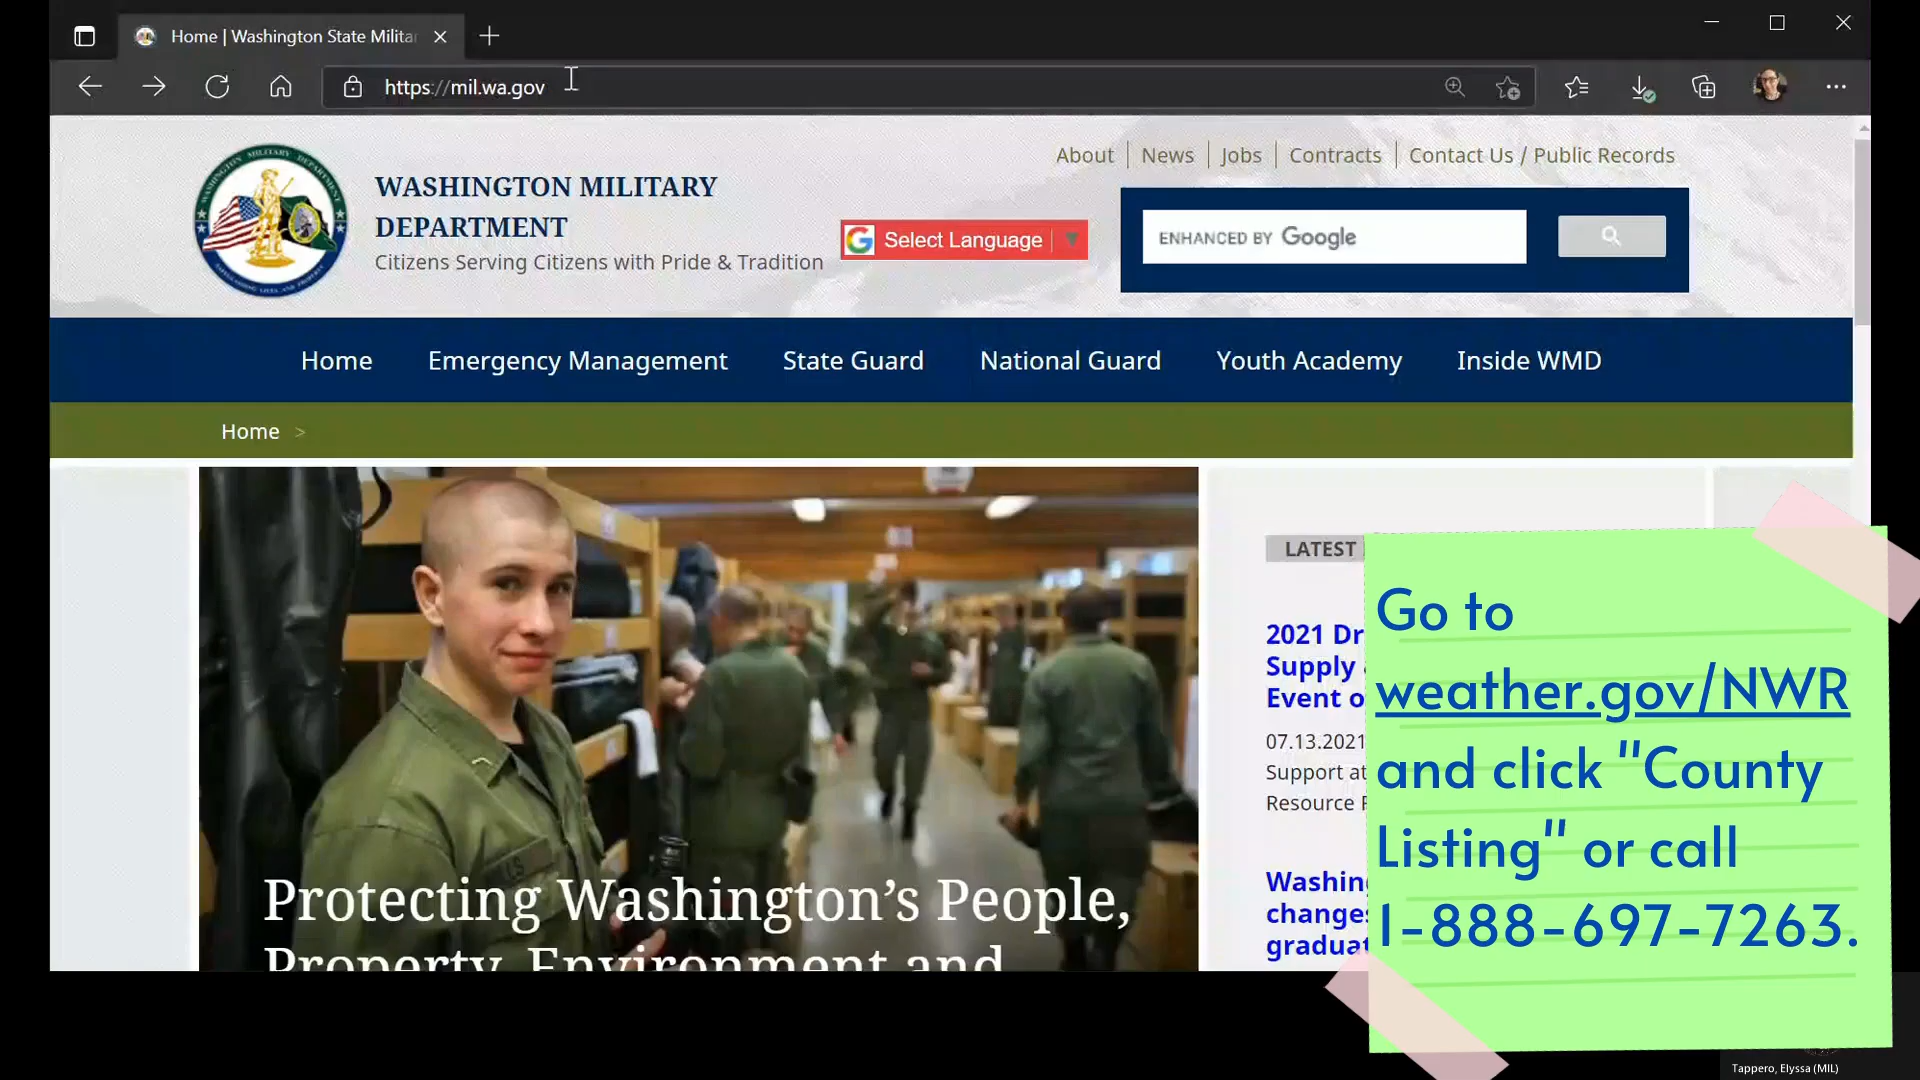 Home | Washington State Milita
https://mil.wa.gov
About | News | Jobs | Contracts | Contact Us / Public Records
WASHINGTON MILITARY
DEPARTMENT
Citizens Serving Citizens with Pride & Tradition
Select Language
ENHANCED BY Google
Home Emergency Management State Guard National Guard Youth Academy Inside WMD
Home >
Protecting Washington's People,
Property, Environment and
LATEST
2021 Dr
Supply
Event o
07.13.2021
Support at
Resource
Washin
change
graduat
Go to
weather.gov/NWR
and click "County
Listing" or call
1-888-697-7263.
Tappero, Elyssa (MIL)